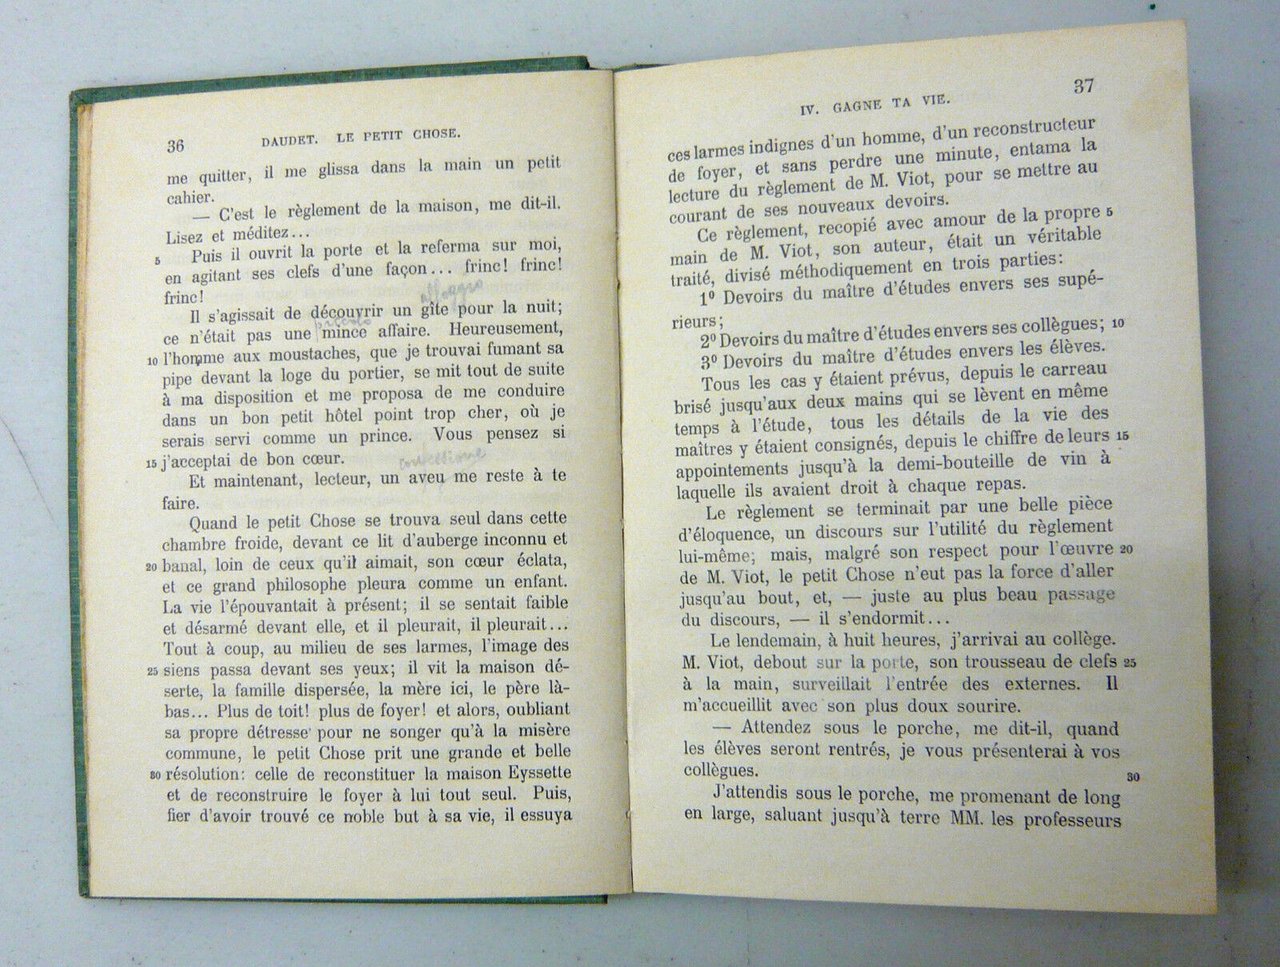 36
DAUDET. LE PETIT CHOSE.
me quitter, il me glissa dans la main un petit
cahier.
— C'est le règlement de la maison, me dit-il.
Lisez et méditez...
5 Puis il ouvrit la porte et la referma sur moi,
en agitant ses clefs d'une façon... frinc! frinc!
frinc!
alloggio
Il s'agissait de découvrir un gîte pour la nuit;
piccolo
ce n'était pas une mince affaire. Heureusement,
10 l'homme aux moustaches, que je trouvai fumant sa
pipe devant la loge du portier, se mit tout de suite
à ma disposition et me proposa de me conduire
dans un bon petit hôtel point trop cher, où je
serais servi comme un prince. Vous pensez si
15 j'acceptai de bon cœur.
confessione
Et maintenant, lecteur, un aveu me reste à te
faire.
Quand le petit Chose se trouva seul dans cette
chambre froide, devant ce lit d'auberge inconnu et
20 banal, loin de ceux qu'il aimait, son cœur éclata,
et ce grand philosophe pleura comme un enfant.
La vie l'épouvantait à présent; il se sentait faible
et désarmé devant elle, et il pleurait, il pleurait...
Tout à coup, au milieu de ses larmes, l'image des
25 siens passa devant ses yeux; il vit la maison dé-
serte, la famille dispersée, la mère ici, le père là-
bas... Plus de toit! plus de foyer! et alors, oubliant
sa propre détresse pour ne songer qu'à la misère
commune, le petit Chose prit une grande et belle
30 résolution: celle de reconstituer la maison Eyssette
et de reconstruire le foyer à lui tout seul. Puis,
fier d'avoir trouvé ce noble but à sa vie, il essuya
IV. GAGNE TA VIE.
37
ces larmes indignes d'un homme, d'un reconstructeur
de foyer, et sans perdre une minute, entama la
lecture du règlement de M. Viot, pour se mettre au
courant de ses nouveaux devoirs.
Ce règlement, recopié avec amour de la propre 5
main de M. Viot, son auteur, était un véritable
traité, divisé méthodiquement en trois parties:
1º Devoirs du maître d'études envers ses supé-
rieurs;
2º Devoirs du maître d'études envers ses collègues; 10
3º Devoirs du maître d'études envers les élèves.
Tous les cas y étaient prévus, depuis le carreau
brisé jusqu'aux deux mains qui se lèvent en même
temps à l'étude, tous les détails de la vie des
maîtres y étaient consignés, depuis le chiffre de leurs 15
appointements jusqu'à la demi-bouteille de vin à
laquelle ils avaient droit à chaque repas.
Le règlement se terminait par une belle pièce
d'éloquence, un discours sur l'utilité du règlement
lui-même; mais, malgré son respect pour l'œuvre 20
de M. Viot, le petit Chose n'eut pas la force d'aller
jusqu'au bout, et, — juste au plus beau passage
du discours, — il s'endormit...
Le lendemain, à huit heures, j'arrivai au collège.
M. Viot, debout sur la porte, son trousseau de clefs 25
à la main, surveillait l'entrée des externes. Il
m'accueillit avec son plus doux sourire.
— Attendez sous le porche, me dit-il, quand
les élèves seront rentrés, je vous présenterai à vos
collègues. 30
J'attendis sous le porche, me promenant de long
en large, saluant jusqu'à terre MM. les professeurs